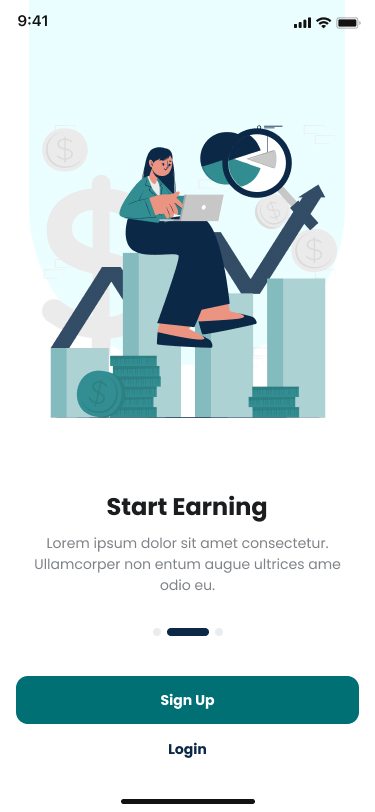 9:41
Start Earning
Lorem ipsum dolor sit amet consectetur.
Ullamcorper non entum augue ultrices ame
odio eu.
Sign Up
Login